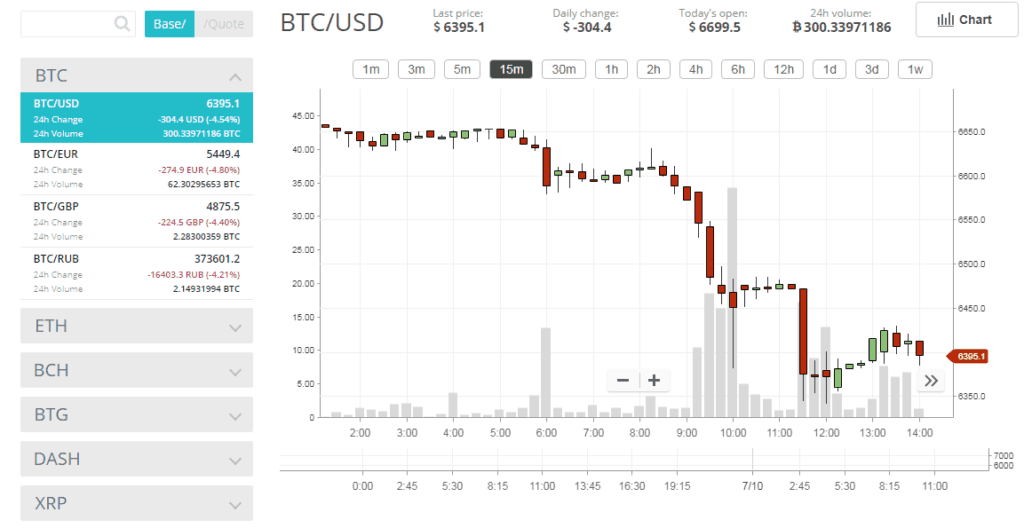 Base/ /Quote
BTC/USD
Last price:
$ 6395.1
Daily change:
$ -304.4
Today's open:
$ 6699.5
24h volume:
Ƀ 300.33971186
Chart
BTC
BTC/USD 6395.1
24h Change -304.4 USD (-4.54%)
24h Volume 300.33971186 BTC
BTC/EUR 5449.4
24h Change -274.9 EUR (-4.80%)
24h Volume 62.30295653 BTC
BTC/GBP 4875.5
24h Change -224.5 GBP (-4.40%)
24h Volume 2.28300359 BTC
BTC/RUB 373601.2
24h Change -16403.3 RUB (-4.21%)
24h Volume 2.14931994 BTC
ETH
BCH
BTG
DASH
XRP
1m 3m 5m 15m 30m 1h 2h 4h 6h 12h 1d 3d 1w
45.00
40.00
35.00
30.00
25.00
20.00
15.00
10.00
5.00
0
6650.0
6600.0
6550.0
6500.0
6450.0
6395.1
6350.0
2:00 3:00 4:00 5:00 6:00 7:00 8:00 9:00 10:00 11:00 12:00 13:00 14:00
7000
6000
0:00 2:45 5:30 8:15 11:00 13:45 16:30 19:15 7/10 2:45 5:30 8:15 11:00